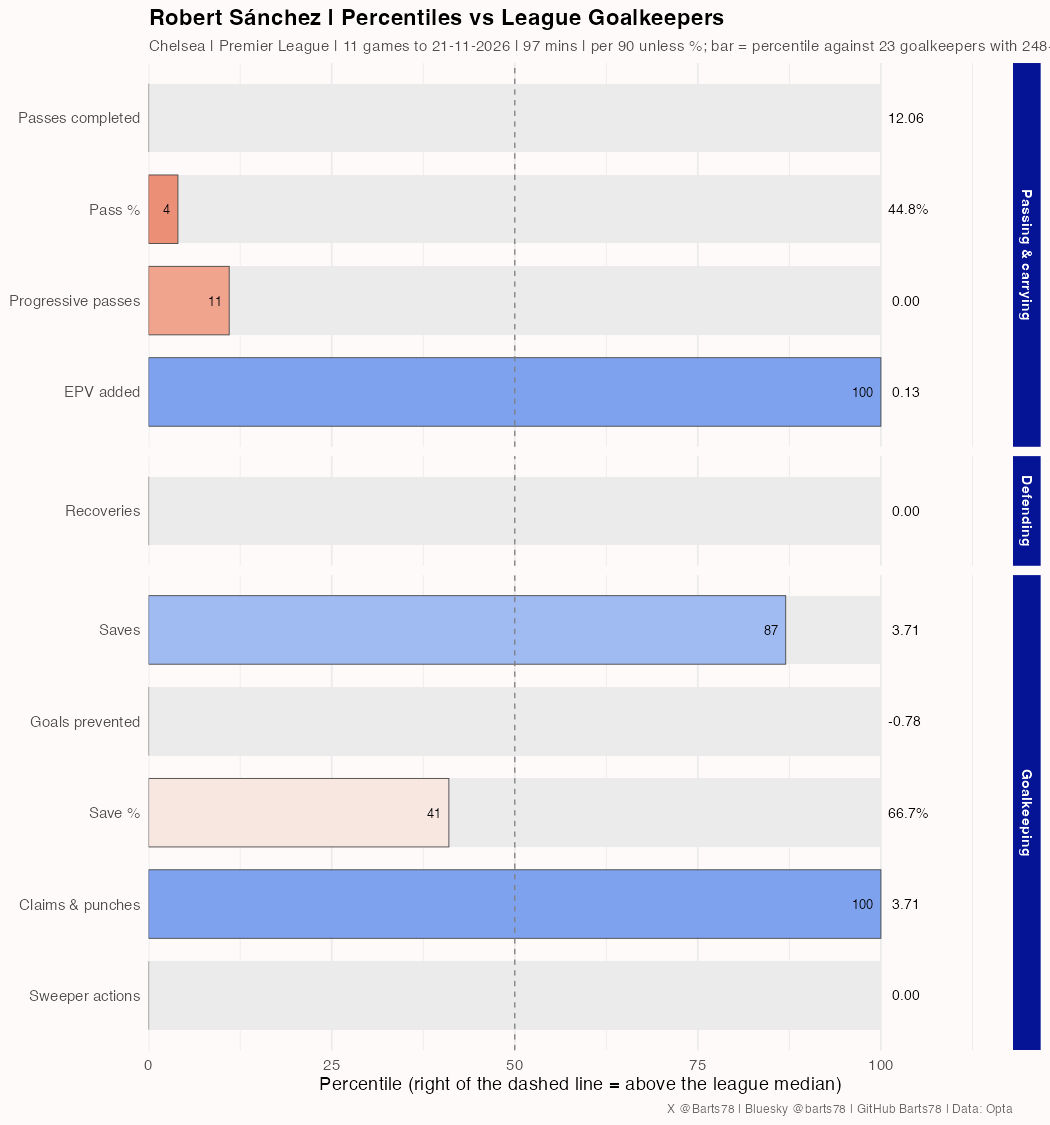 Robert Sánchez | Percentiles vs League Goalkeepers
Chelsea | Premier League | 11 games to 21-11-2026 | 97 mins | per 90 unless %; bar = percentile against 23 goalkeepers with 248-
Passes completed
12.06
Pass %
4
44.8%
Progressive passes
11
0.00
EPV added
100
0.13
Passing & carrying
Recoveries
0.00
Defending
Saves
87
3.71
Goals prevented
-0.78
Save %
41
66.7%
Claims & punches
100
3.71
Sweeper actions
0.00
Goalkeeping
0 25 50 75 100
Percentile (right of the dashed line = above the league median)
X @Barts78 | Bluesky @barts78 | GitHub Barts78 | Data: Opta